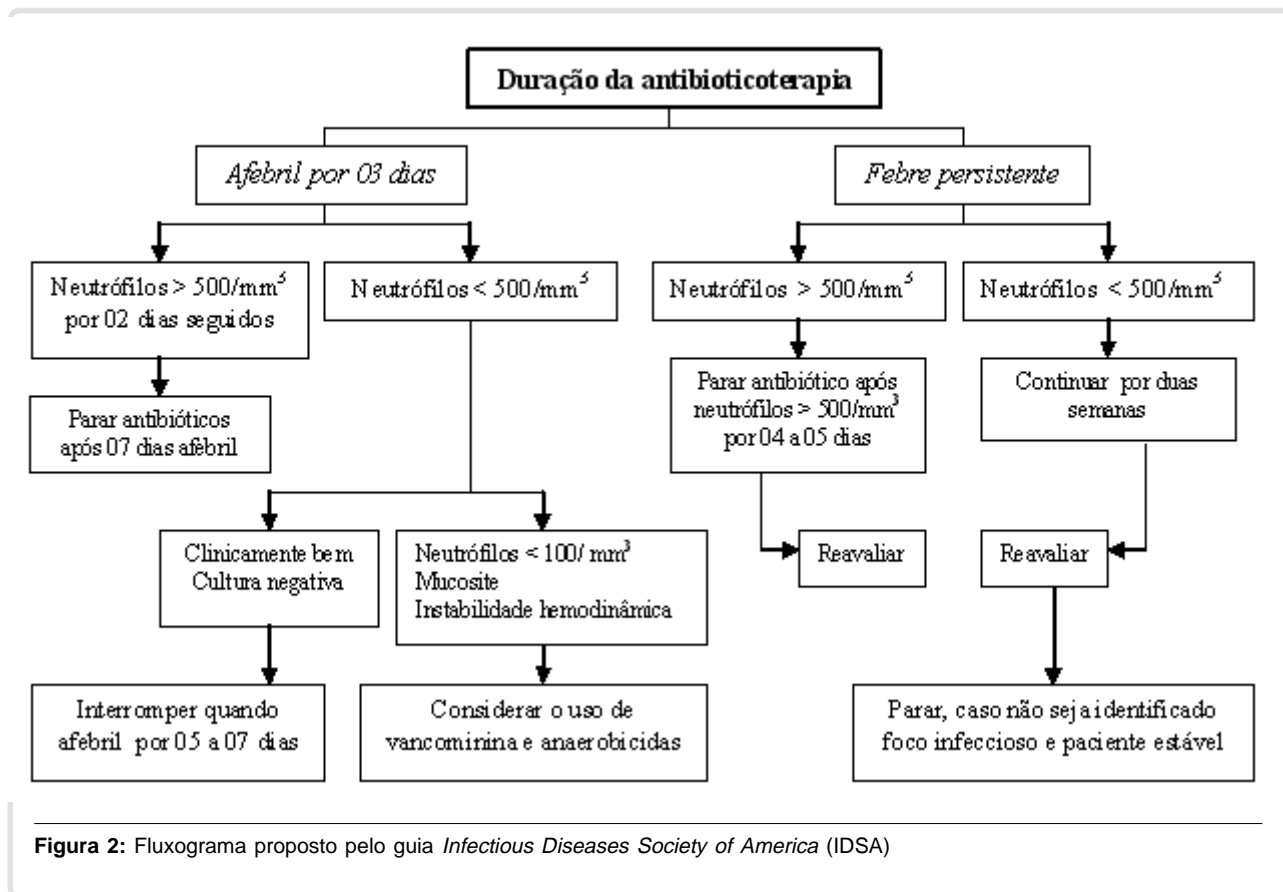 Duração da antibioticoterapia
Afebril por 03 dias
Febre persistente
Neutrófilos > 500/mm³
por 02 dias seguidos
Neutrófilos < 500/mm³
Neutrófilos > 500/mm³
Neutrófilos < 500/mm³
Parar antibióticos
após 07 dias afebril
Parar antibiótico após
neutrófilos > 500/mm³
por 04 a 05 dias
Continuar por duas
semanas
Clinicamente bem
Cultura negativa
Neutrófilos < 100/ mm³
Mucosite
Instabilidade hemodinâmica
Reavaliar
Reavaliar
Interromper quando
afebril por 05 a 07 dias
Considerar o uso de
vancominina e anaerobicidas
Parar, caso não seja identificado
foco infeccioso e paciente estável
Figura 2: Fluxograma proposto pelo guia Infectious Diseases Society of America (IDSA)